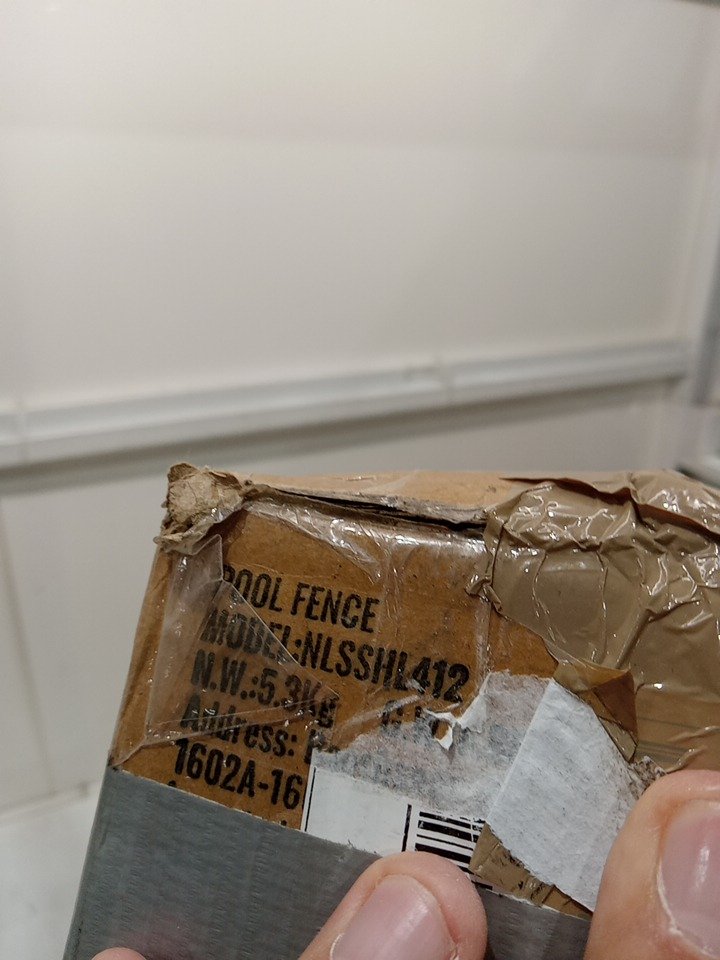 POOL FENCE
MODEL:NLSSHL412
N.W.:5.3KG
Address:
1602A-16